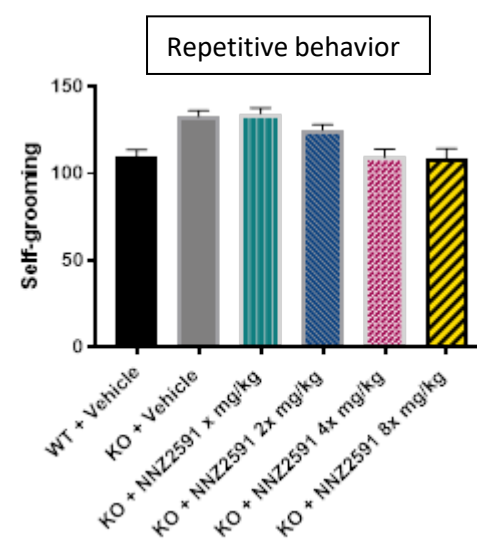 Repetitive behavior
Self-grooming
150
100
50
0
WT + Vehicle
KO + Vehicle
KO + NNZ2591 x mg/kg
KO + NNZ2591 2x mg/kg
KO + NNZ2591 4x mg/kg
KO + NNZ2591 8x mg/kg